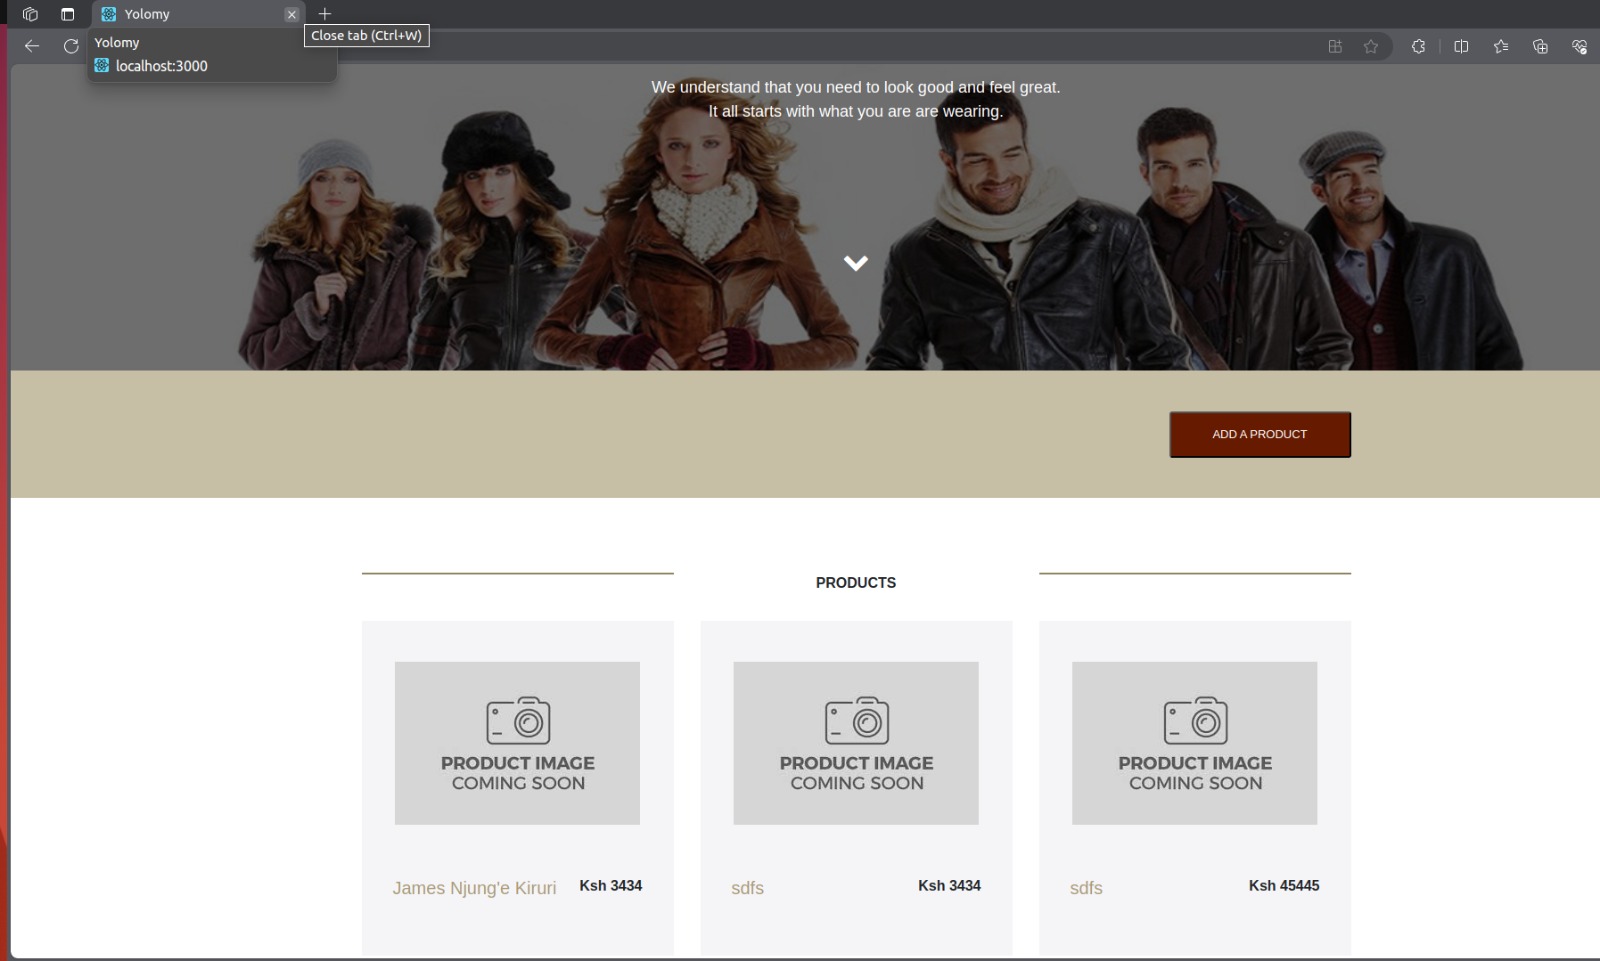 Yolomy
Close tab (Ctrl+W)
Yolomy
localhost:3000
We understand that you need to look good and feel great.
It all starts with what you are are wearing.
ADD A PRODUCT
PRODUCTS
PRODUCT IMAGE
COMING SOON
PRODUCT IMAGE
COMING SOON
PRODUCT IMAGE
COMING SOON
James Njung'e Kiruri Ksh 3434
sdfs Ksh 3434
sdfs Ksh 45445